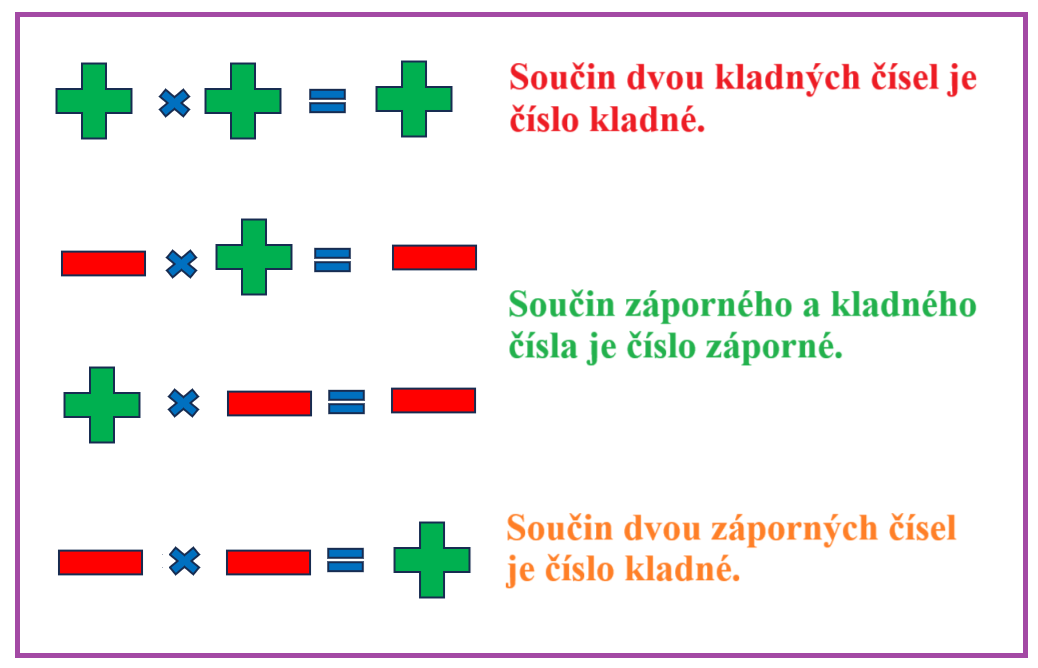 Součin dvou kladných čísel je
číslo kladné.
Součin záporného a kladného
čísla je číslo záporné.
Součin dvou záporných čísel
je číslo kladné.